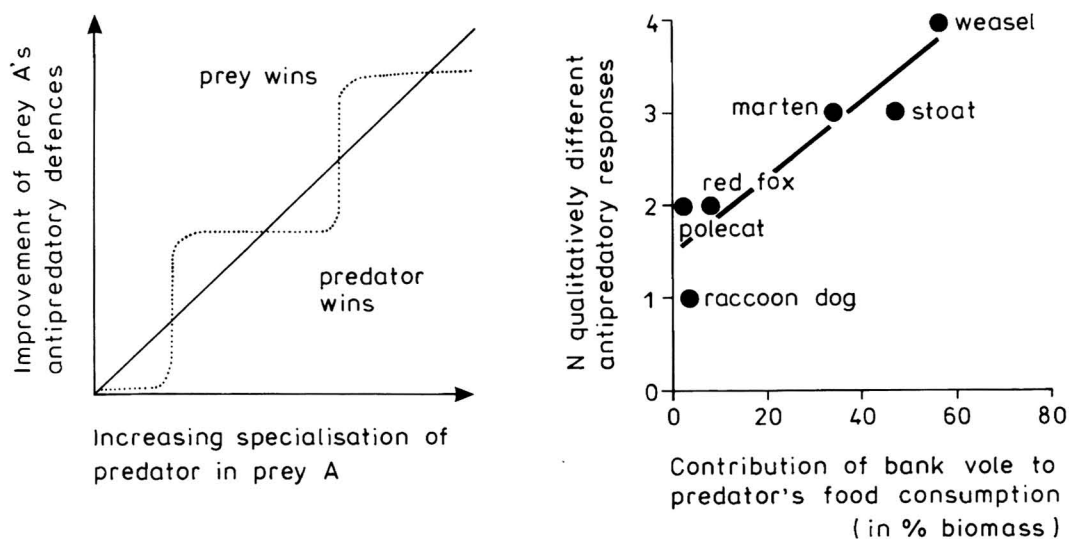 Improvement of prey A's
antipredatory defences
prey wins
predator
wins
Increasing specialisation of
predator in prey A
N qualitatively different
antipredatory responses
4
3
2
1
0
weasel
marten
stoat
red fox
polecat
raccoon dog
0 20 40 60 80
Contribution of bank vole to
predator's food consumption
(in % biomass)